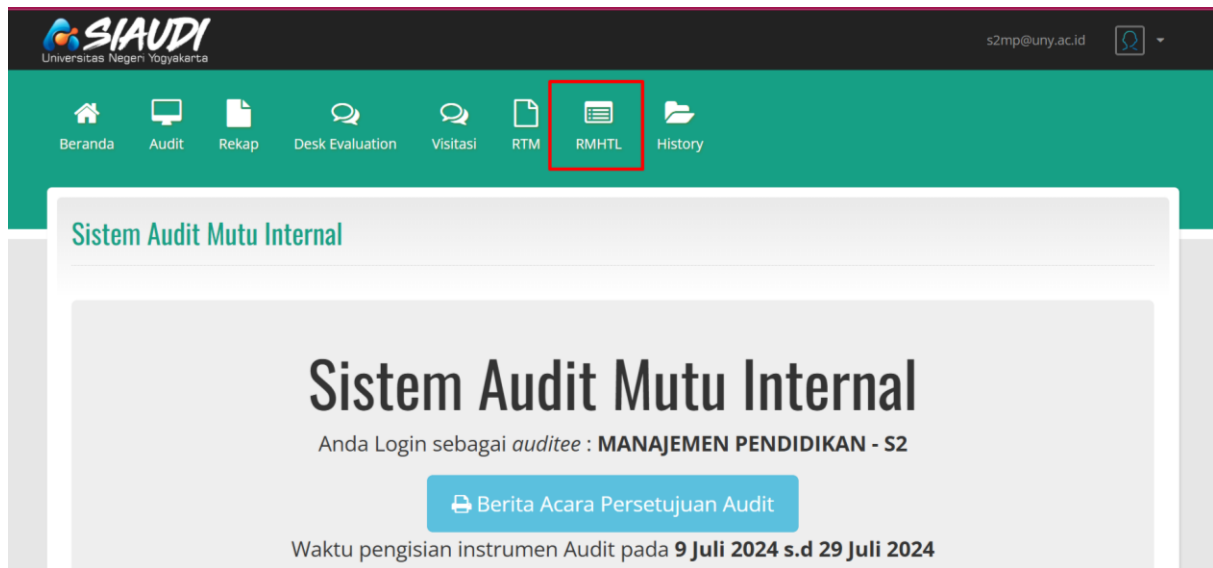 SIAUDI
Universitas Negeri Yogyakarta
s2mp@uny.ac.id
Beranda Audit Rekap Desk Evaluation Visitasi RTM RMHTL History
Sistem Audit Mutu Internal
Sistem Audit Mutu Internal
Anda Login sebagai auditee : MANAJEMEN PENDIDIKAN - S2
Berita Acara Persetujuan Audit
Waktu pengisian instrumen Audit pada 9 Juli 2024 s.d 29 Juli 2024